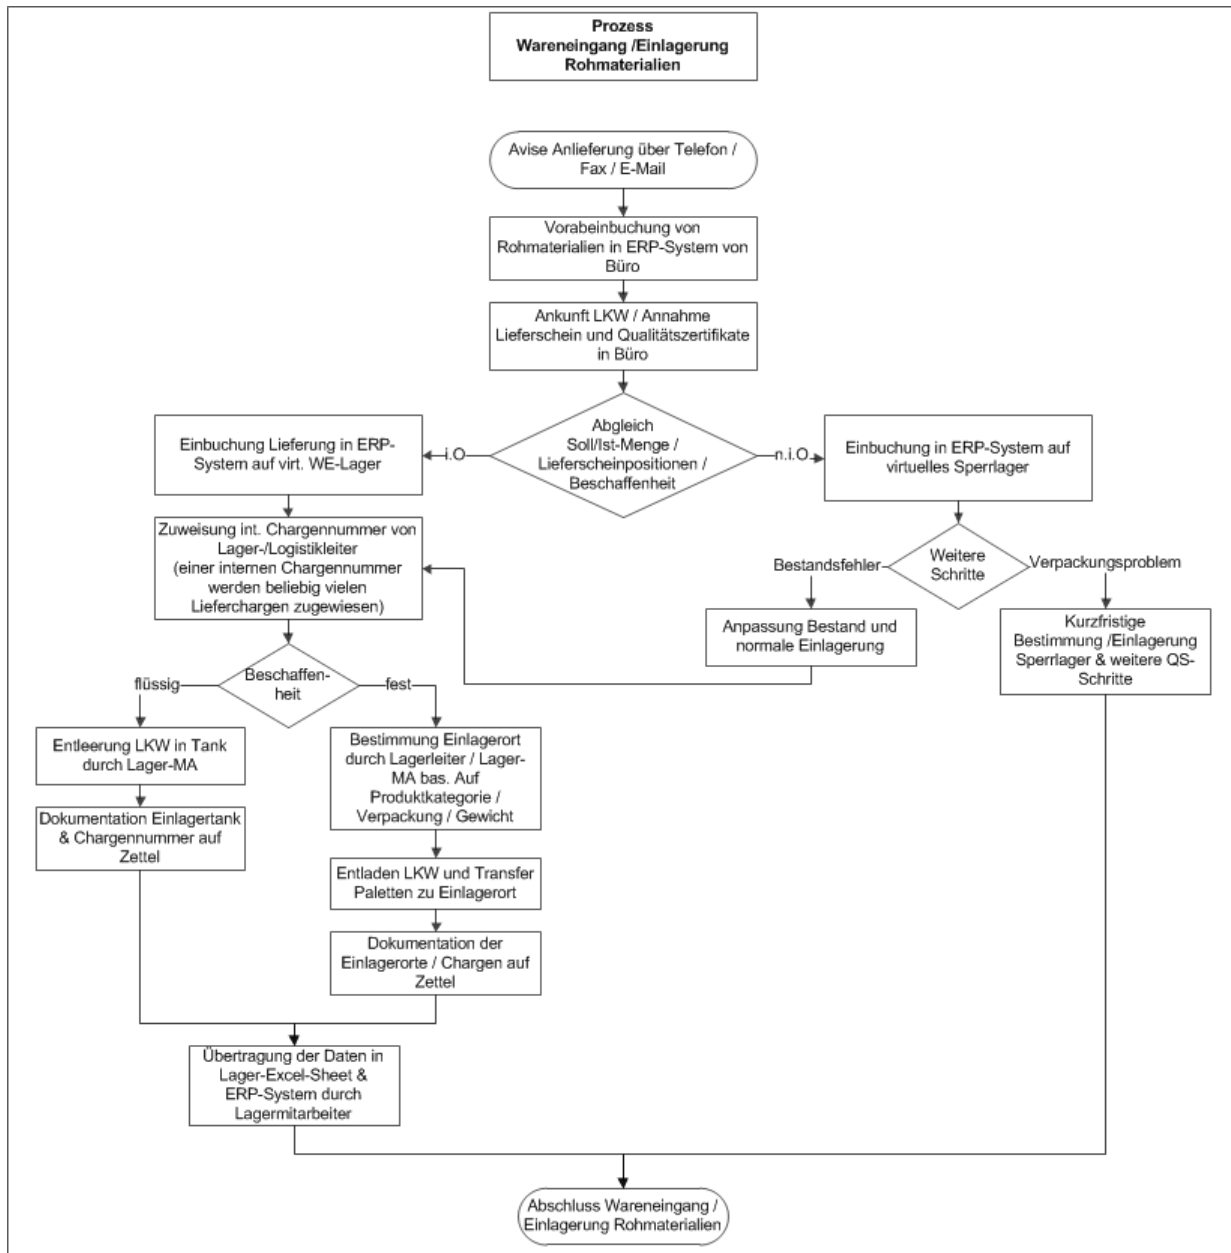 Prozess
Wareneingang /Einlagerung
Rohmaterialien
Avise Anlieferung über Telefon /
Fax / E-Mail
Vorabeinbuchung von
Rohmaterialien in ERP-System von
Büro
Ankunft LKW / Annahme
Lieferschein und Qualitätszertifikate
in Büro
Abgleich
Soll/Ist-Menge /
Lieferscheinpositionen /
Beschaffenheit
i.O
n.i.O
Einbuchung Lieferung in ERP-
System auf virt. WE-Lager
Einbuchung in ERP-System auf
virtuelles Sperrlager
Zuweisung int. Chargennummer von
Lager-/Logistikleiter
(einer internen Chargennummer
werden beliebig vielen
Lieferchargen zugewiesen)
Weitere
Schritte
Bestandsfehler
Verpackungsproblem
Anpassung Bestand und
normale Einlagerung
Kurzfristige
Bestimmung /Einlagerung
Sperrlager & weitere QS-
Schritte
Beschaffen-
heit
flüssig
fest
Entleerung LKW in Tank
durch Lager-MA
Dokumentation Einlagertank
& Chargennummer auf
Zettel
Bestimmung Einlagerort
durch Lagerleiter / Lager-
MA bas. Auf
Produktkategorie /
Verpackung / Gewicht
Entladen LKW und Transfer
Paletten zu Einlagerort
Dokumentation der
Einlagerorte / Chargen auf
Zettel
Übertragung der Daten in
Lager-Excel-Sheet &
ERP-System durch
Lagermitarbeiter
Abschluss Wareneingang /
Einlagerung Rohmaterialien